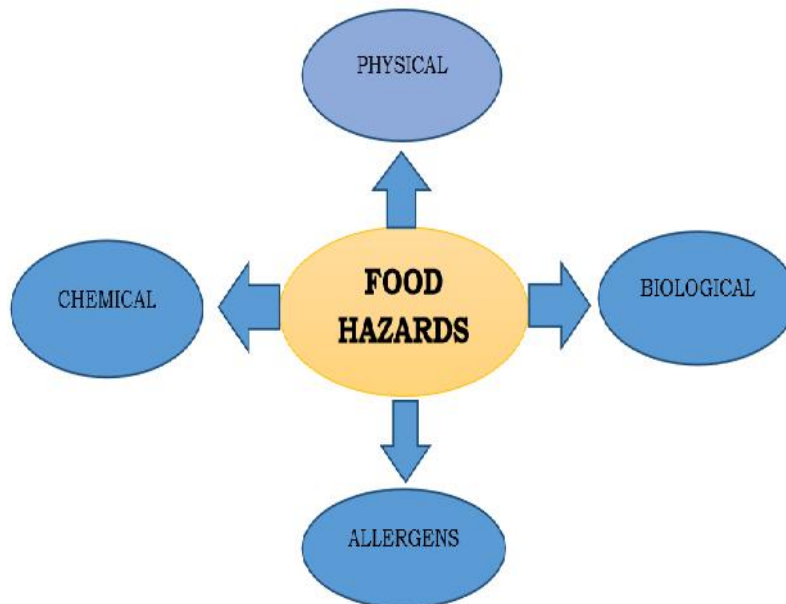 PHYSICAL
CHEMICAL
FOOD
HAZARDS
BIOLOGICAL
ALLERGENS